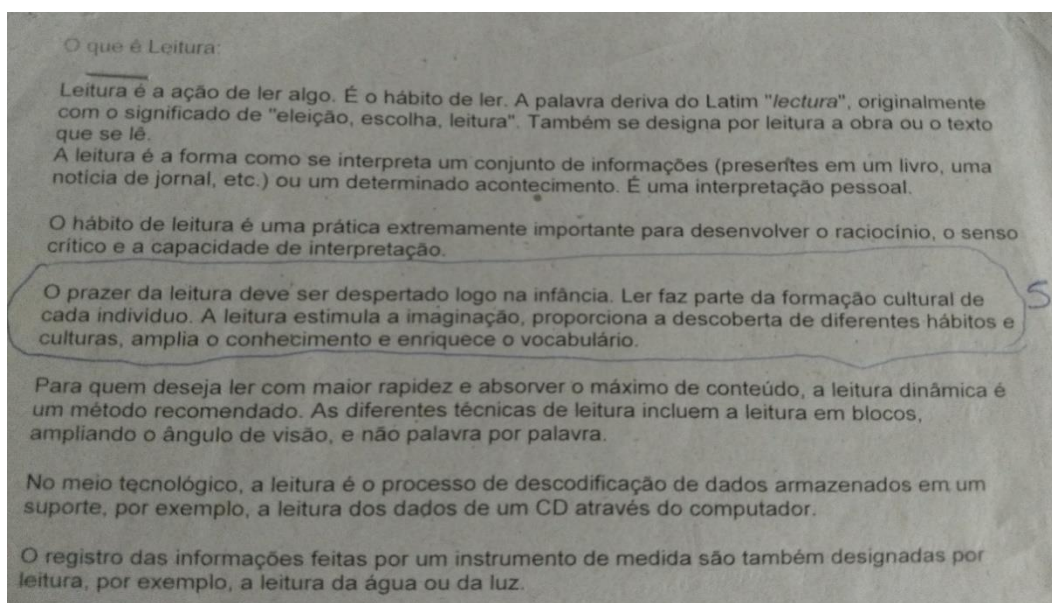 O que é Leitura:
Leitura é a ação de ler algo. É o hábito de ler. A palavra deriva do Latim "lectura", originalmente
com o significado de "eleição, escolha, leitura". Também se designa por leitura a obra ou o texto
que se lê.
A leitura é a forma como se interpreta um conjunto de informações (presentes em um livro, uma
notícia de jornal, etc.) ou um determinado acontecimento. É uma interpretação pessoal.
O hábito de leitura é uma prática extremamente importante para desenvolver o raciocínio, o senso
crítico e a capacidade de interpretação.
O prazer da leitura deve ser despertado logo na infância. Ler faz parte da formação cultural de
cada indivíduo. A leitura estimula a imaginação, proporciona a descoberta de diferentes hábitos e
culturas, amplia o conhecimento e enriquece o vocabulário.
5
Para quem deseja ler com maior rapidez e absorver o máximo de conteúdo, a leitura dinâmica é
um método recomendado. As diferentes técnicas de leitura incluem a leitura em blocos,
ampliando o ângulo de visão, e não palavra por palavra.
No meio tecnológico, a leitura é o processo de descodificação de dados armazenados em um
suporte, por exemplo, a leitura dos dados de um CD através do computador.
O registro das informações feitas por um instrumento de medida são também designadas por
leitura, por exemplo, a leitura da água ou da luz.